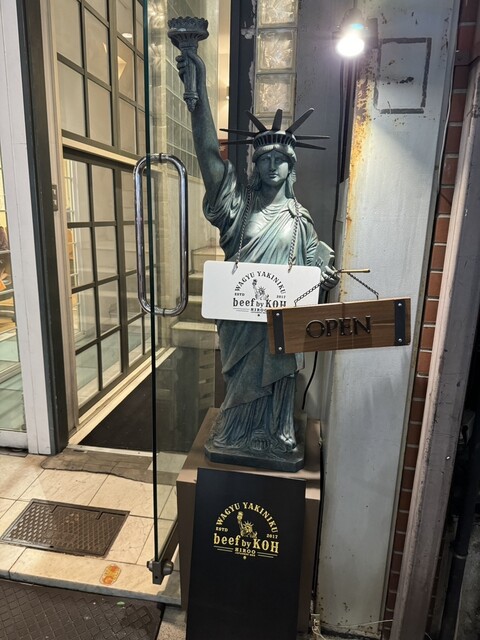 WAGYU YAKINIKU
ESTD 2017
beef by KOH
HIROO
OPEN
WAGYU YAKINIKU
ESTD 2017
beef by KOH
HIROO